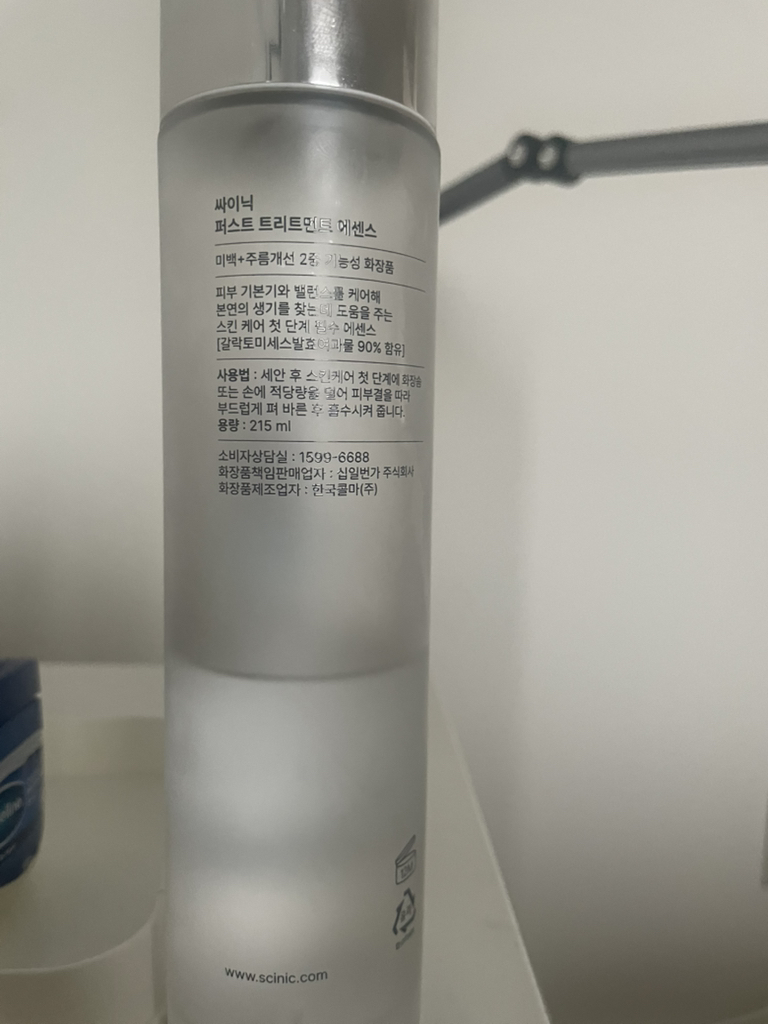 싸이닉
퍼스트 트리트먼트 에센스
미백+주름개선 2중 기능성 화장품
피부 기본기와 밸런스를 케어해
본연의 생기를 찾는데 도움을 주는
스킨 케어 첫 단계 필수 에센스
[갈락토미세스발효여과물 90% 함유]
사용법 : 세안 후 스킨케어 첫 단계에 화장솜
또는 손에 적당량을 덜어 피부결을 따라
부드럽게 펴 바른 후 흡수시켜 줍니다.
용량 : 215 ml
소비자상담실 : 1599-6688
화장품책임판매업자 : 십일번가 주식회사
화장품제조업자 : 한국콜마(주)
12M
www.scinic.com